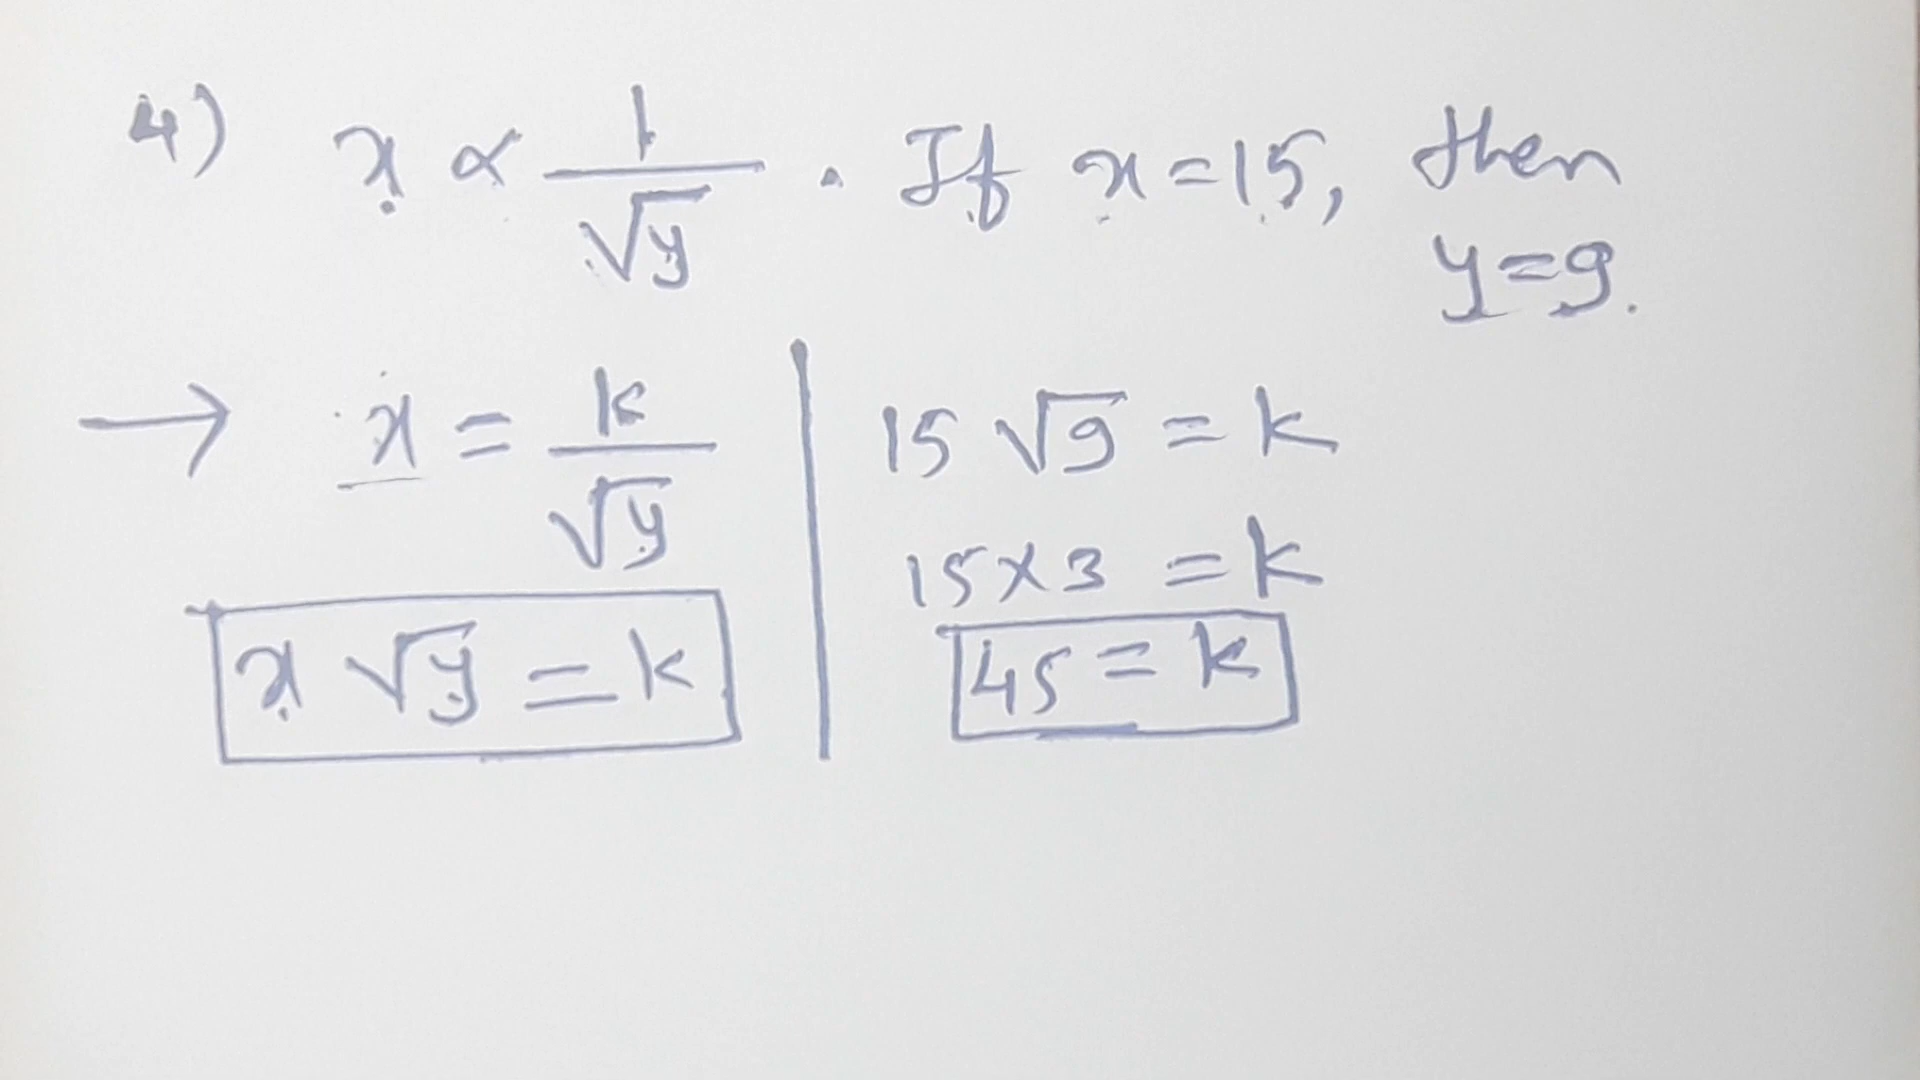 4) x ∝ 1/√y . If x=15, then
y=9.
→ x = k/√y
x √y = k
15 √9 = k
15×3 = k
45 = k